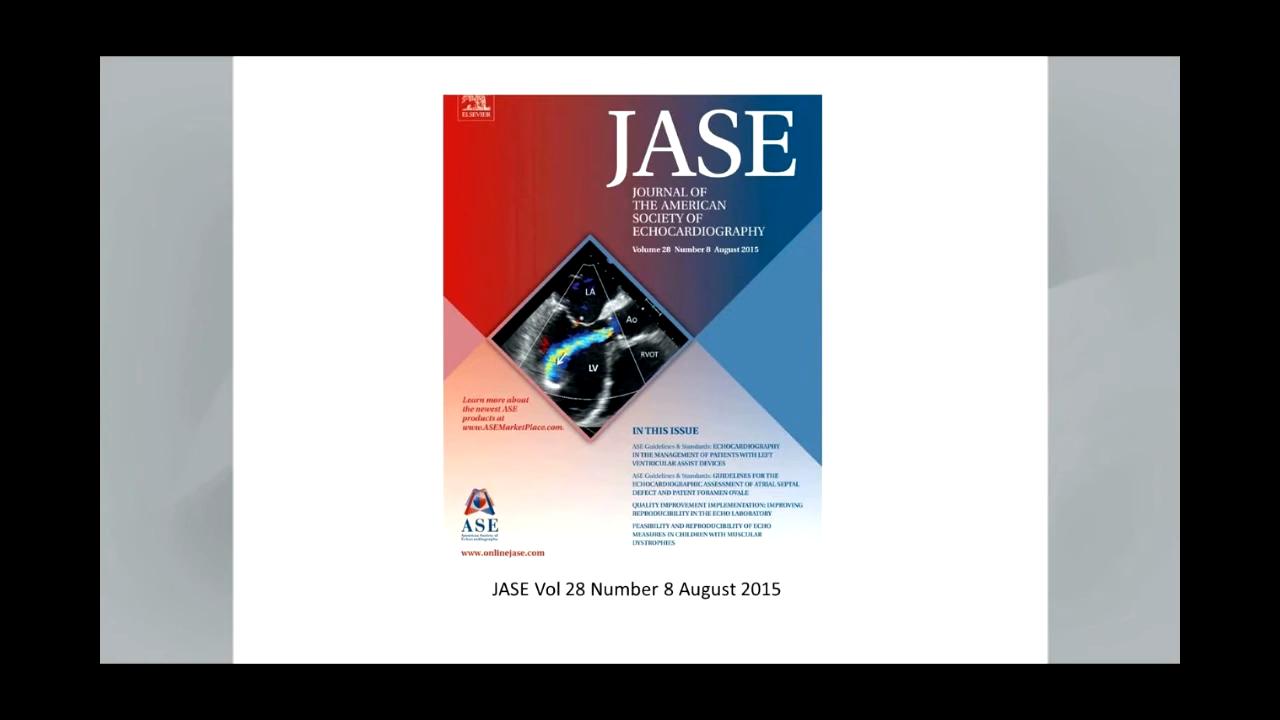 ELSEVIER
JASE
JOURNAL OF
THE AMERICAN
SOCIETY OF
ECHOCARDIOGRAPHY
Volume 28 Number 8 August 2015
LA
Ao
RVOT
LV
Learn more about
the newest ASE
products at
www.ASEMarketPlace.com.
IN THIS ISSUE
ASE Guidelines & Standards: ECHOCARDIOGRAPHY
IN THE MANAGEMENT OF PATIENTS WITH LEFT
VENTRICULAR ASSIST DEVICES
ASE Guidelines & Standards: GUIDELINES FOR THE
ECHOCARDIOGRAPHIC ASSESSMENT OF ATRIAL SEPTAL
DEFECT AND PATENT FORAMEN OVALE
QUALITY IMPROVEMENT IMPLEMENTATION: IMPROVING
REPRODUCIBILITY IN THE ECHO LABORATORY
FEASIBILITY AND REPRODUCIBILITY OF ECHO
MEASURES IN CHILDREN WITH MUSCULAR
DYSTROPHIES
ASE
American Society of
Echocardiography
www.onlinejase.com
JASE Vol 28 Number 8 August 2015